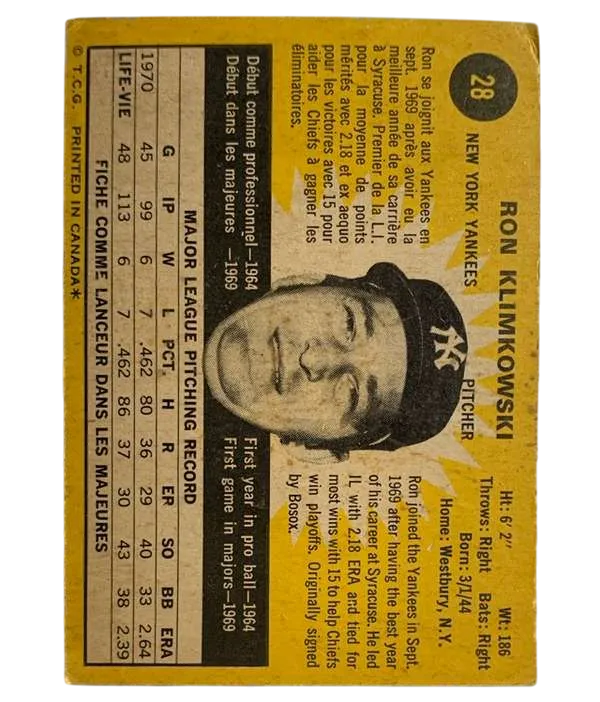 28
RON KLIMKOWSKI
NEW YORK YANKEES PITCHER
Ht: 6' 2" Wt: 186
Throws: Right Bats: Right
Born: 3/1/44
Home: Westbury, N.Y.
Ron se joignit aux Yankees en
sept. 1969 après avoir eu la
meilleure année de sa carrière
à Syracuse. Premier de la L.I.
pour la moyenne de points
mérités avec 2.18 et ex aequo
pour les victoires avec 15 pour
aider les Chiefs à gagner les
éliminatoires.
Ron joined the Yankees in Sept.
1969 after having the best year
of his career at Syracuse. He led
IL with 2.18 ERA and tied for
most wins with 15 to help Chiefs
win playoffs. Originally signed
by Bosox.
NY
Début comme professionnel—1964
Début dans les majeures —1969
First year in pro ball—1964
First game in majors—1969
MAJOR LEAGUE PITCHING RECORD
G IP W L PCT. H R ER SO BB ERA
1970 45 99 6 7 .462 80 36 29 40 33 2.64
LIFE-VIE 48 113 6 7 .462 86 37 30 43 38 2.39
FICHE COMME LANCEUR DANS LES MAJEURES
© T.C.G. PRINTED IN CANADA*